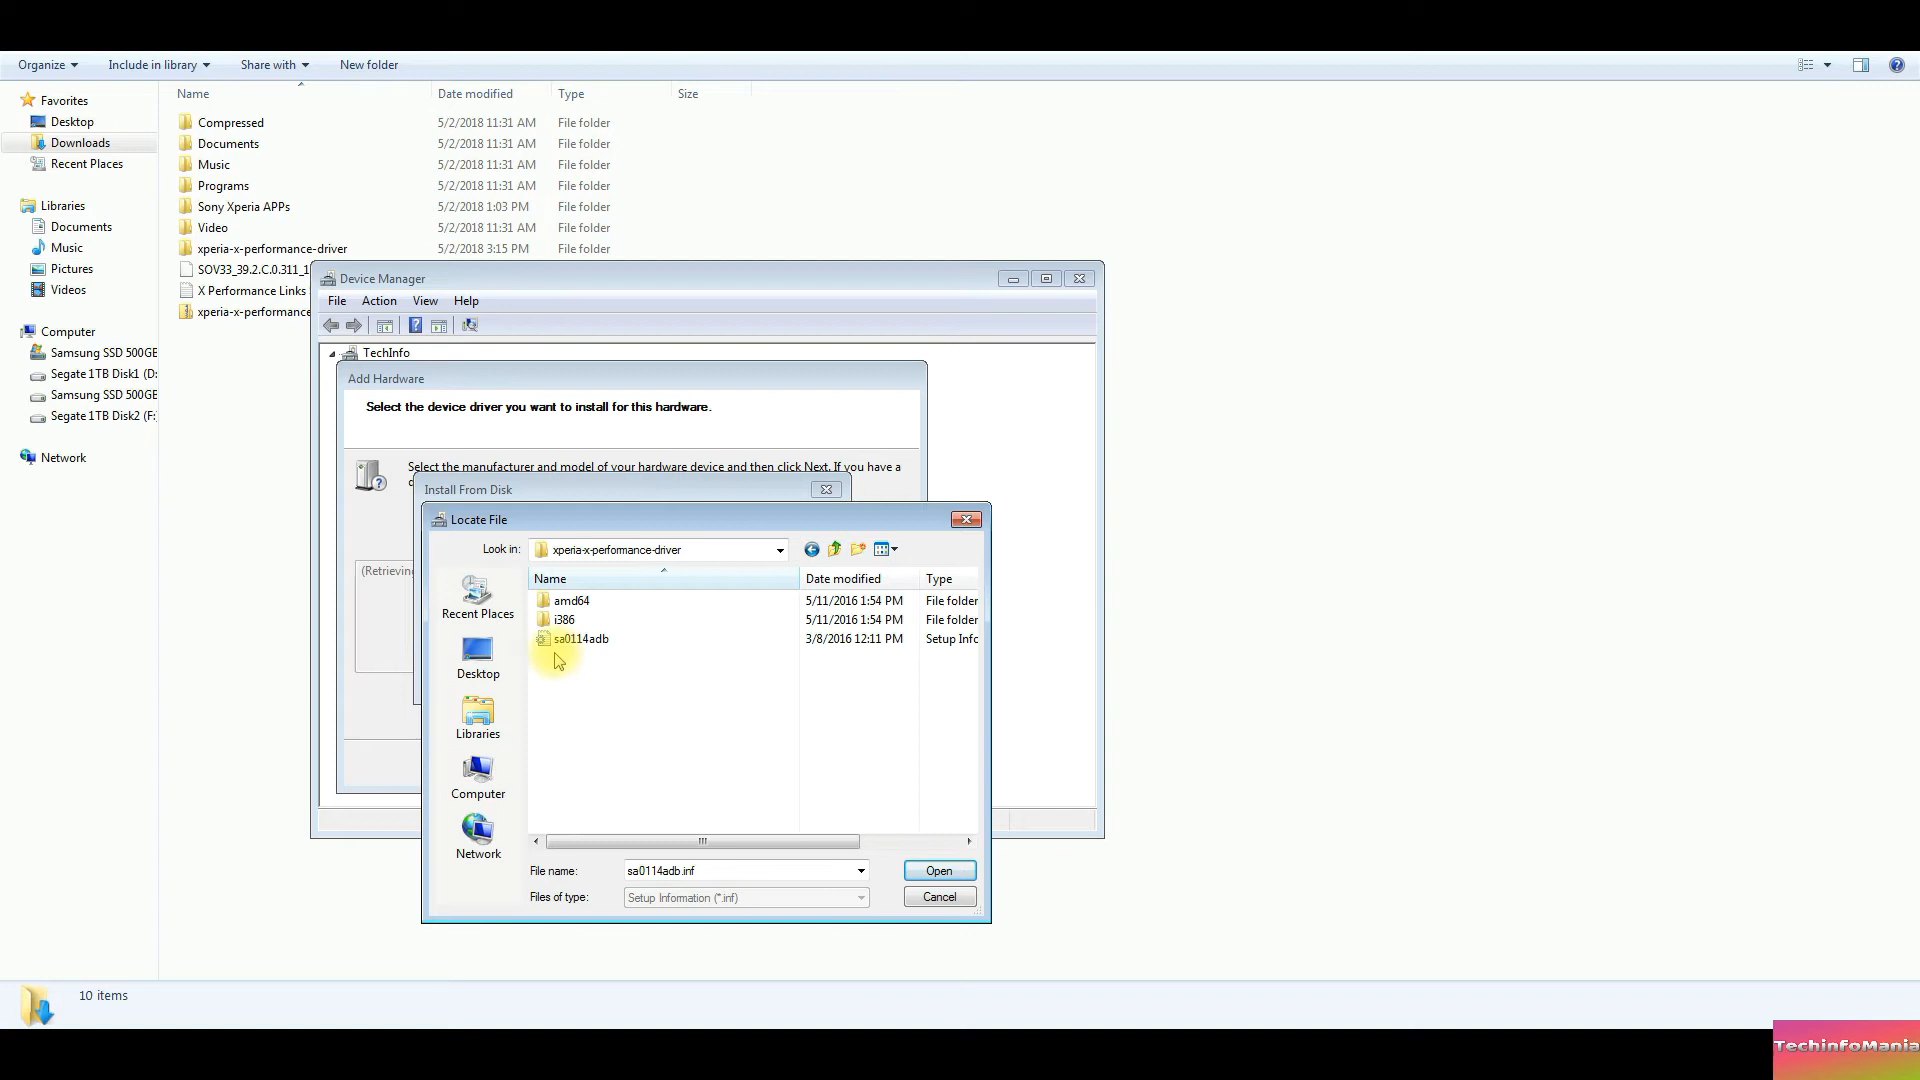 Organize
Include in library
Share with
New folder
Name
Date modified
Type
Size
Favorites
Desktop
Downloads
Recent Places
Libraries
Documents
Music
Pictures
Videos
Computer
Samsung SSD 500GE
Segate 1TB Disk1 (D:
Samsung SSD 500GE
Segate 1TB Disk2 (F:
Network
Compressed 5/2/2018 11:31 AM File folder
Documents 5/2/2018 11:31 AM File folder
Music 5/2/2018 11:31 AM File folder
Programs 5/2/2018 11:31 AM File folder
Sony Xperia APPs 5/2/2018 1:03 PM File folder
Video 5/2/2018 11:31 AM File folder
xperia-x-performance-driver 5/2/2018 3:15 PM File folder
SOV33_39.2.C.0.311_1
X Performance Links
xperia-x-performance
Device Manager
File Action View Help
TechInfo
Add Hardware
Select the device driver you want to install for this hardware.
Select the manufacturer and model of your hardware device and then click Next. If you have a
(Retrieving
Install From Disk
Locate File
Look in: xperia-x-performance-driver
Recent Places
Desktop
Libraries
Computer
Network
Name Date modified Type
amd64 5/11/2016 1:54 PM File folder
i386 5/11/2016 1:54 PM File folder
sa0114adb 3/8/2016 12:11 PM Setup Info
File name: sa0114adb.inf Open
Files of type: Setup Information (*.inf) Cancel
10 items
TechinfoMania